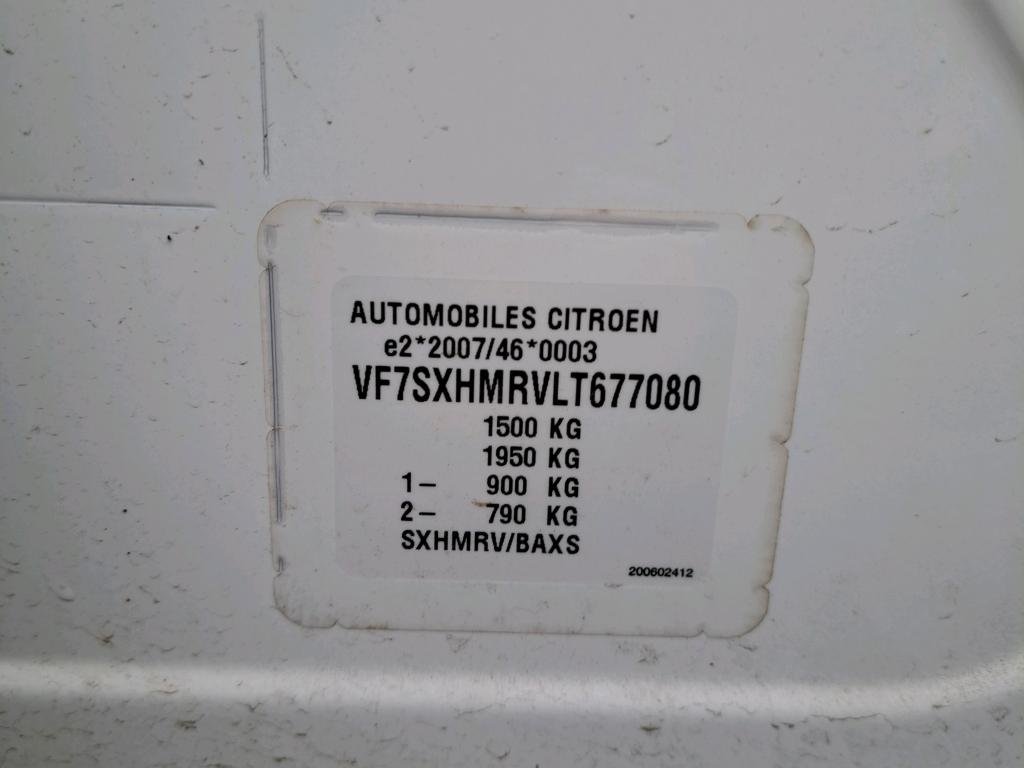 AUTOMOBILES CITROEN
e2*2007/46*0003
VF7SXHMRVLT677080
1500 KG
1950 KG
1- 900 KG
2- 790 KG
SXHMRV/BAXS
200602412